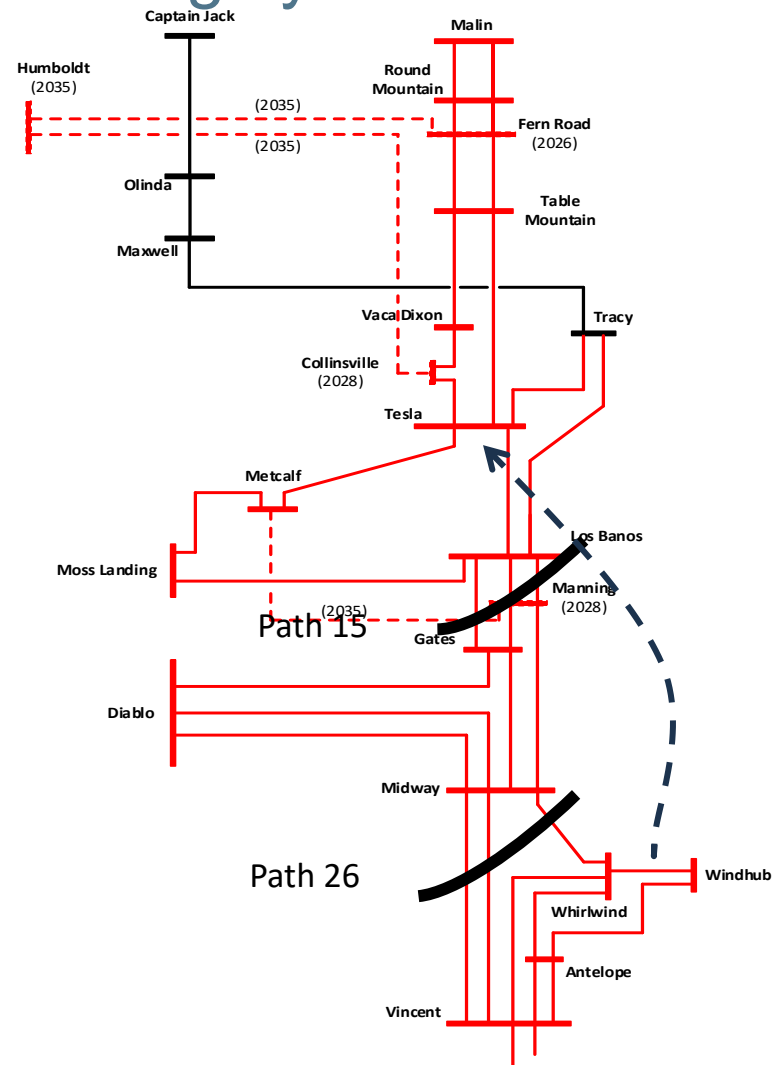 Captain Jack
Malin
Humboldt
(2035)
Round
Mountain
(2035)
Fern Road
(2026)
(2035)
Olinda
Table
Mountain
Maxwell
Vaca Dixon
Tracy
Collinsville
(2028)
Tesla
Metcalf
Los Banos
Moss Landing
Manning
(2028)
(2035)
Path 15
Gates
Diablo
Midway
Path 26
Windhub
Whirlwind
Antelope
Vincent